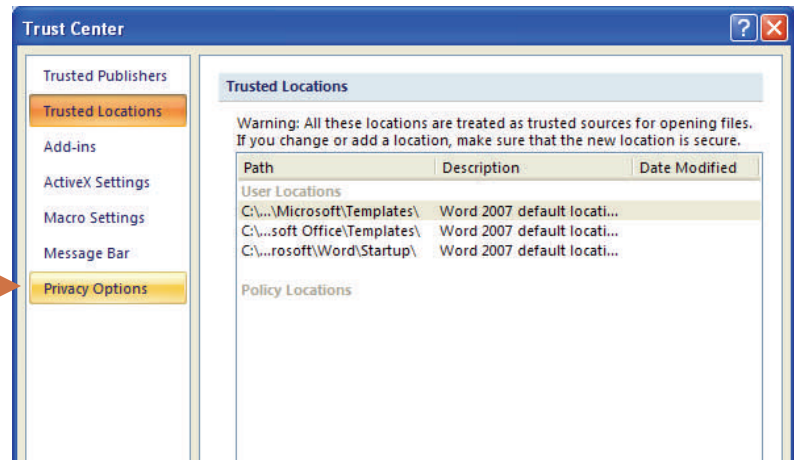 Trust Center
Trusted Publishers
Trusted Locations
Add-ins
ActiveX Settings
Macro Settings
Message Bar
Privacy Options
Trusted Locations
Warning: All these locations are treated as trusted sources for opening files.
If you change or add a location, make sure that the new location is secure.
Path Description Date Modified
User Locations
C:\...\Microsoft\Templates\ Word 2007 default locati...
C:\...soft Office\Templates\ Word 2007 default locati...
C:\...rosoft\Word\Startup\ Word 2007 default locati...
Policy Locations